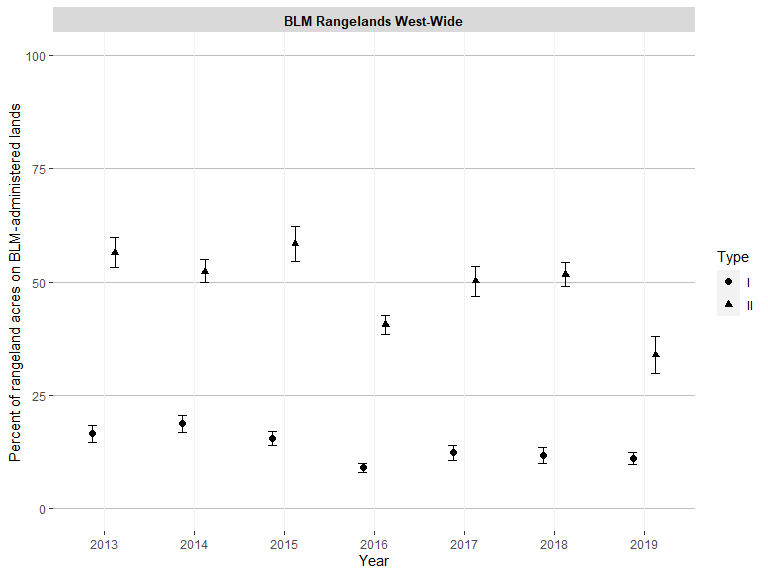 BLM Rangelands West-Wide
Percent of rangeland acres on BLM-administered lands
100
75
50
25
0
2013 2014 2015 2016 2017 2018 2019
Year
Type
I
II